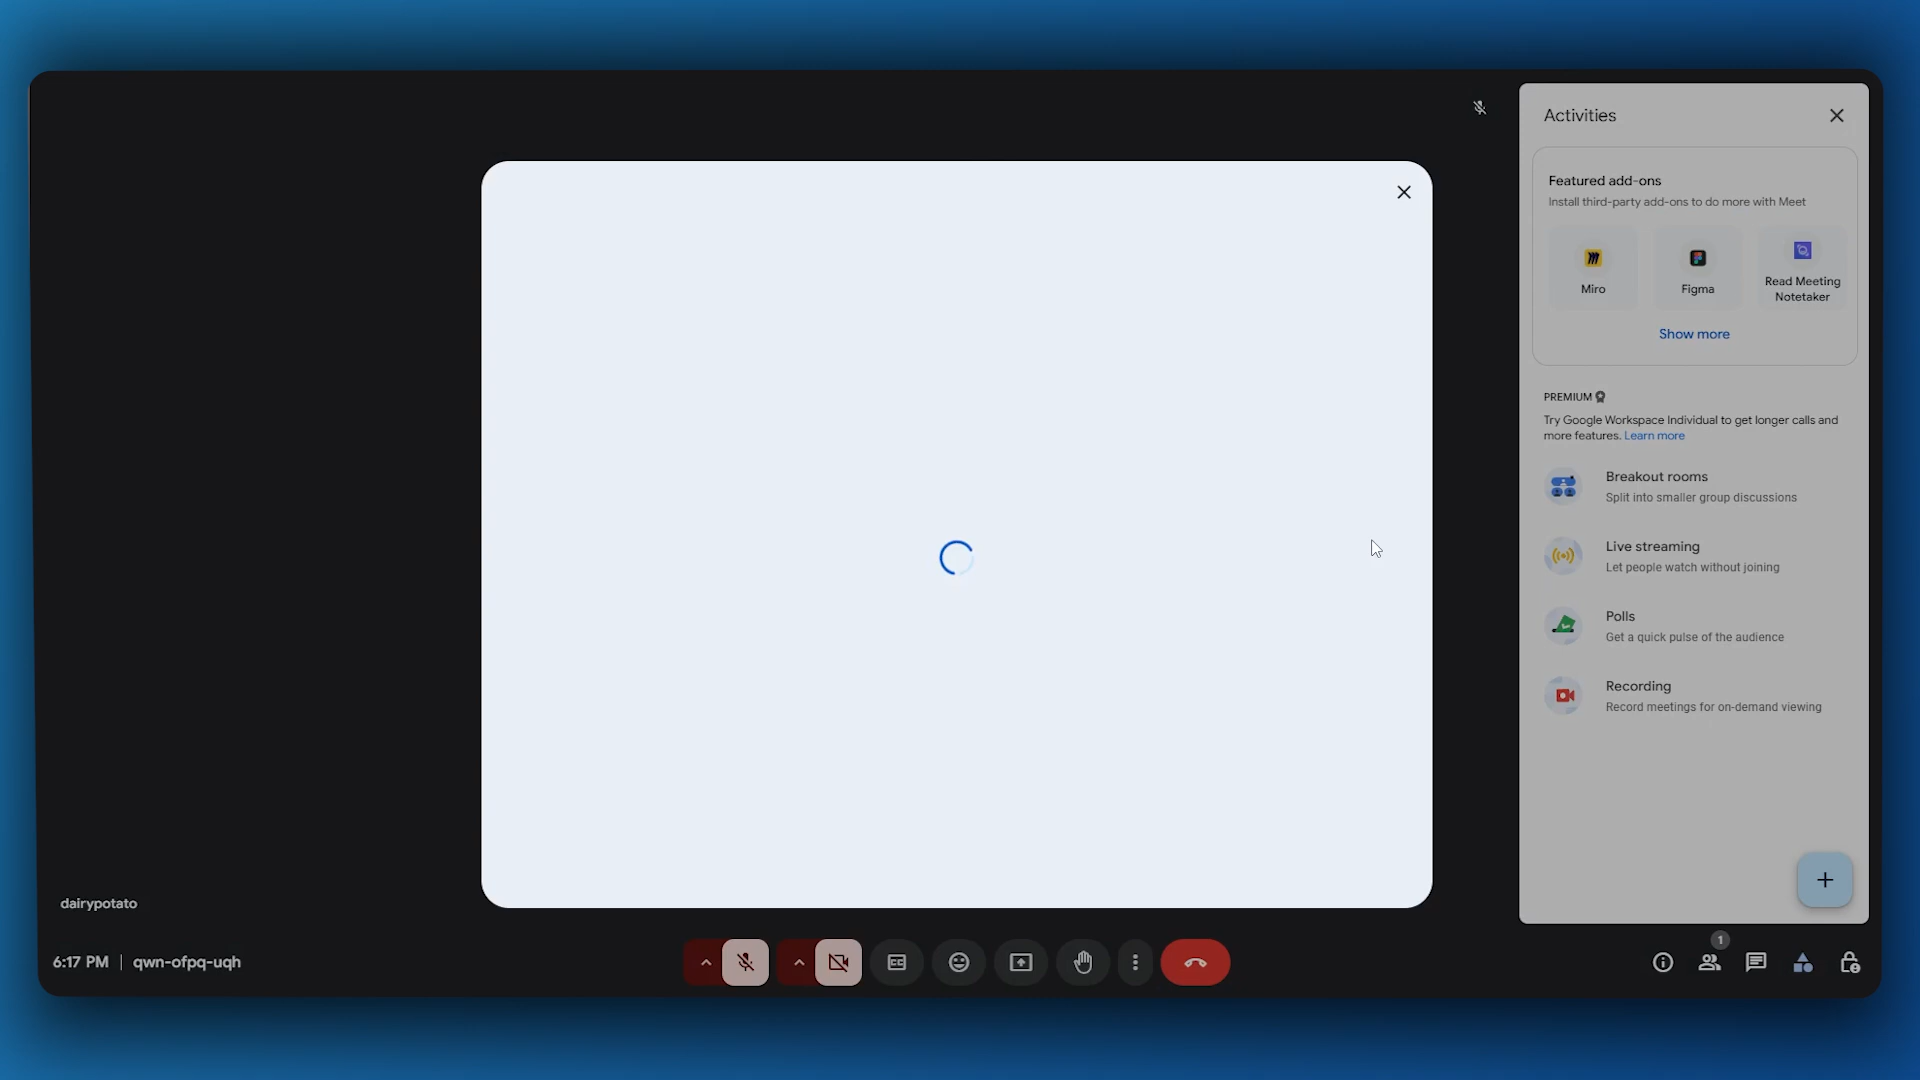 Activities
Featured add-ons
Install third-party add-ons to do more with Meet
Miro
Figma
Read Meeting
Notetaker
Show more
PREMIUM
Try Google Workspace Individual to get longer calls and
more features. Learn more
Breakout rooms
Split into smaller group discussions
Live streaming
Let people watch without joining
Polls
Get a quick pulse of the audience
Recording
Record meetings for on-demand viewing
dairypotato
6:17 PM | qwn-ofpq-uqh
1